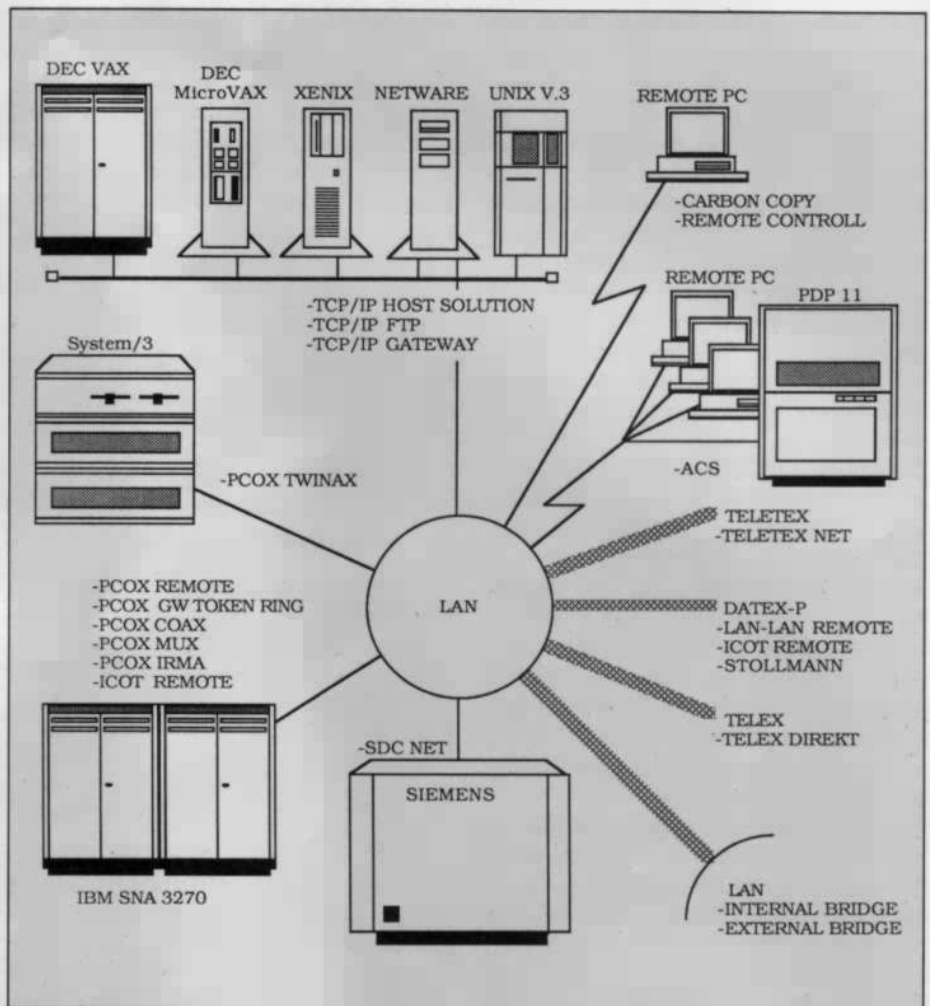 DEC VAX
DEC
MicroVAX
XENIX
NETWARE
UNIX V.3
REMOTE PC
-CARBON COPY
-REMOTE CONTROLL
REMOTE PC
PDP 11
-TCP/IP HOST SOLUTION
-TCP/IP FTP
-TCP/IP GATEWAY
System/3
-PCOX TWINAX
-ACS
TELETEX
-TELETEX NET
-PCOX REMOTE
-PCOX GW TOKEN RING
-PCOX COAX
-PCOX MUX
-PCOX IRMA
-ICOT REMOTE
LAN
DATEX-P
-LAN-LAN REMOTE
-ICOT REMOTE
-STOLLMANN
TELEX
-TELEX DIREKT
-SDC NET
SIEMENS
IBM SNA 3270
LAN
-INTERNAL BRIDGE
-EXTERNAL BRIDGE